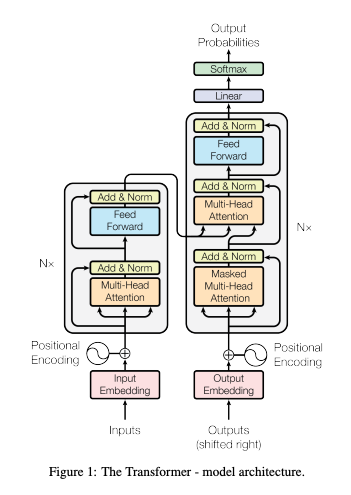 Output
Probabilities
Softmax
Linear
Add & Norm
Feed
Forward
Add & Norm
Multi-Head
Attention
Add & Norm
Masked
Multi-Head
Attention
N×
Positional
Encoding
Output
Embedding
Outputs
(shifted right)
Add & Norm
Feed
Forward
Add & Norm
Multi-Head
Attention
N×
Positional
Encoding
Input
Embedding
Inputs
Figure 1: The Transformer - model architecture.